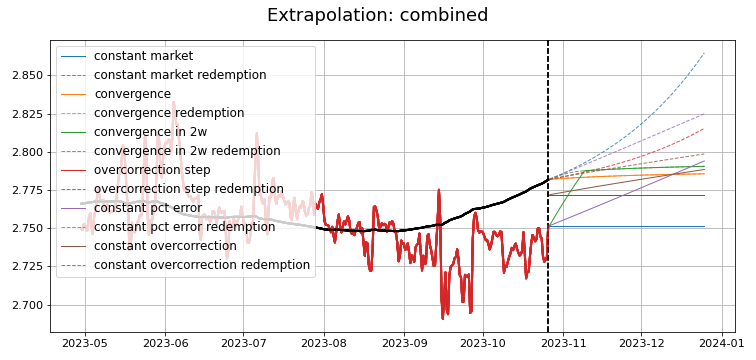 Extrapolation: combined
constant market
constant market redemption
convergence
convergence redemption
convergence in 2w
convergence in 2w redemption
overcorrection step
overcorrection step redemption
constant pct error
constant pct error redemption
constant overcorrection
constant overcorrection redemption
2.850
2.825
2.800
2.775
2.750
2.725
2.700
2023-05 2023-06 2023-07 2023-08 2023-09 2023-10 2023-11 2023-12 2024-01